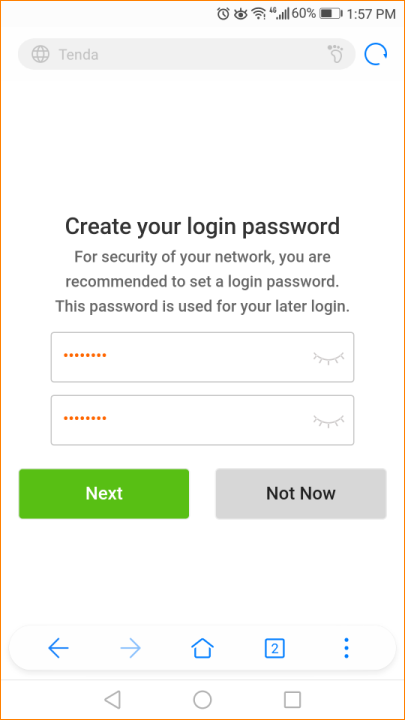 4G 60% 1:57 PM
Tenda
Create your login password
For security of your network, you are
recommended to set a login password.
This password is used for your later login.
••••••••
••••••••
Next Not Now
2